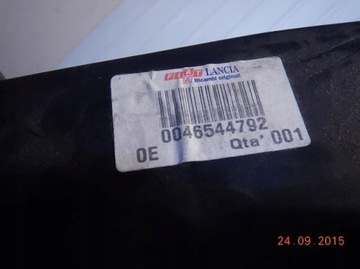 FIAT LANCIA
Ricambi originali
0046544792
0E Qta' 001
24.09.2015